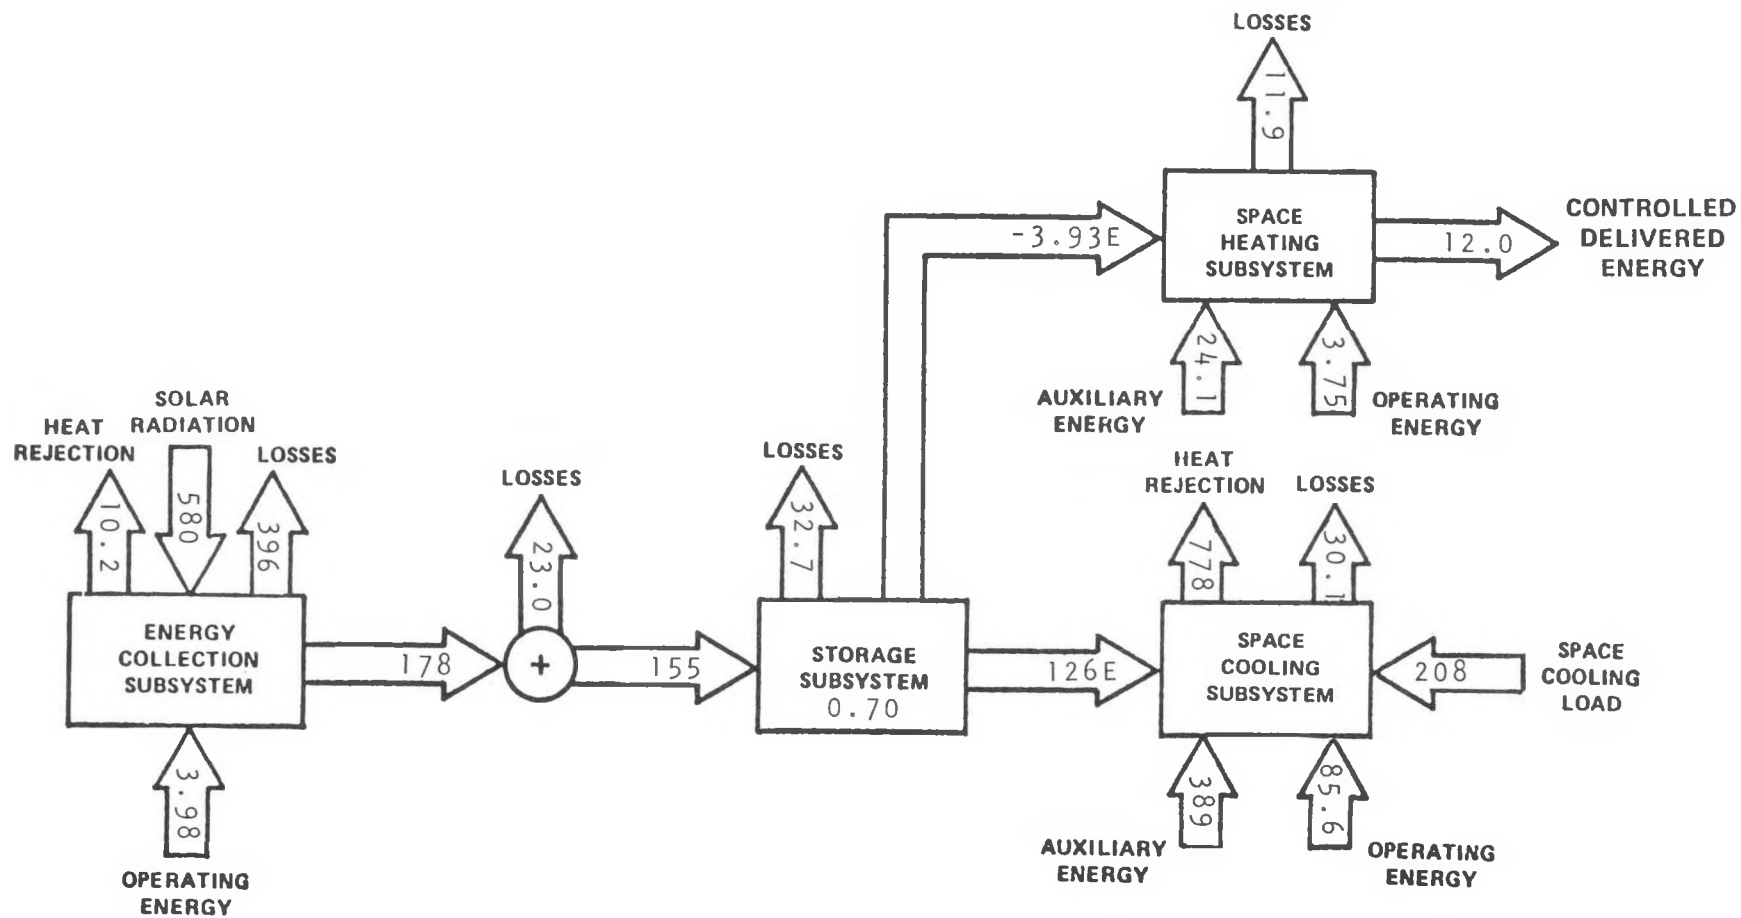 LOSSES
11.9
SPACE
HEATING
SUBSYSTEM
-3.93E
12.0
CONTROLLED
DELIVERED
ENERGY
24.1
3.75
AUXILIARY
ENERGY
OPERATING
ENERGY
SOLAR
RADIATION
HEAT
REJECTION
LOSSES
10.2
580
396
ENERGY
COLLECTION
SUBSYSTEM
178
3.98
OPERATING
ENERGY
LOSSES
23.0
+
155
LOSSES
32.7
STORAGE
SUBSYSTEM
0.70
126E
HEAT
REJECTION
LOSSES
778
30.1
SPACE
COOLING
SUBSYSTEM
208
SPACE
COOLING
LOAD
389
85.6
AUXILIARY
ENERGY
OPERATING
ENERGY